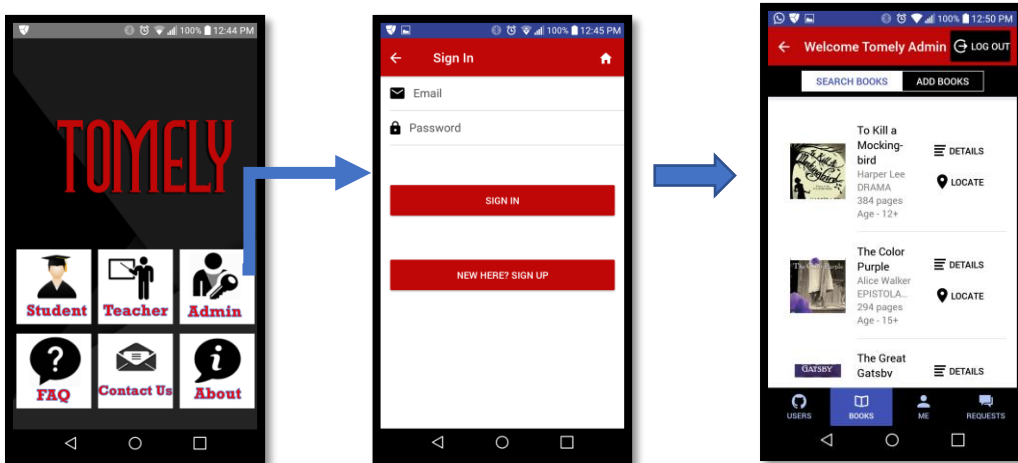 100% 12:44 PM
TOMELY
Student Teacher Admin
FAQ Contact Us About
100% 12:45 PM
Sign In
Email
Password
SIGN IN
NEW HERE? SIGN UP
100% 12:50 PM
Welcome Tomely Admin LOG OUT
SEARCH BOOKS ADD BOOKS
To Kill a
Mocking-
bird
Harper Lee
DRAMA
384 pages
Age - 12+
DETAILS
LOCATE
The Color
Purple
Alice Walker
EPISTOLA...
294 pages
Age - 15+
DETAILS
LOCATE
GATSBY
The Great
Gatsby
DETAILS
USERS BOOKS ME REQUESTS